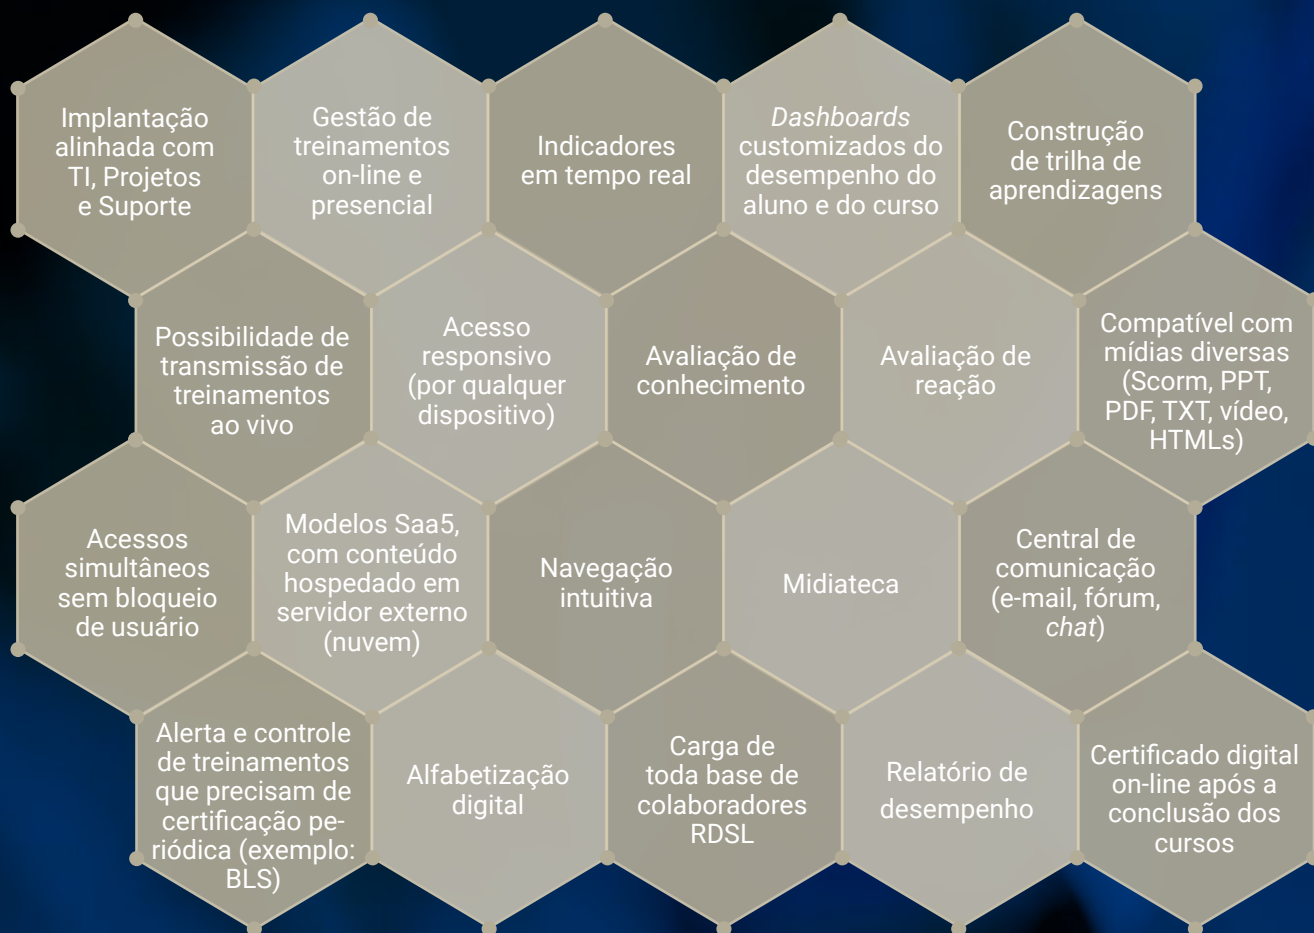 Implantação
alinhada com
TI, Projetos
e Suporte
Gestão de
treinamentos
on-line e
presencial
Indicadores
em tempo real
Dashboards
customizados do
desempenho do
aluno e do curso
Construção
de trilha de
aprendizagens
Possibilidade de
transmissão de
treinamentos
ao vivo
Acesso
responsivo
(por qualquer
dispositivo)
Avaliação de
conhecimento
Avaliação de
reação
Compatível com
mídias diversas
(Scorm, PPT,
PDF, TXT, vídeo,
HTMLs)
Acessos
simultâneos
sem bloqueio
de usuário
Modelos Saa5,
com conteúdo
hospedado em
servidor externo
(nuvem)
Navegação
intuitiva
Midiateca
Central de
comunicação
(e-mail, fórum,
chat)
Alerta e controle
de treinamentos
que precisam de
certificação pe-
riódica (exemplo:
BLS)
Alfabetização
digital
Carga de
toda base de
colaboradores
RDSL
Relatório de
desempenho
Certificado digital
on-line após a
conclusão dos
cursos